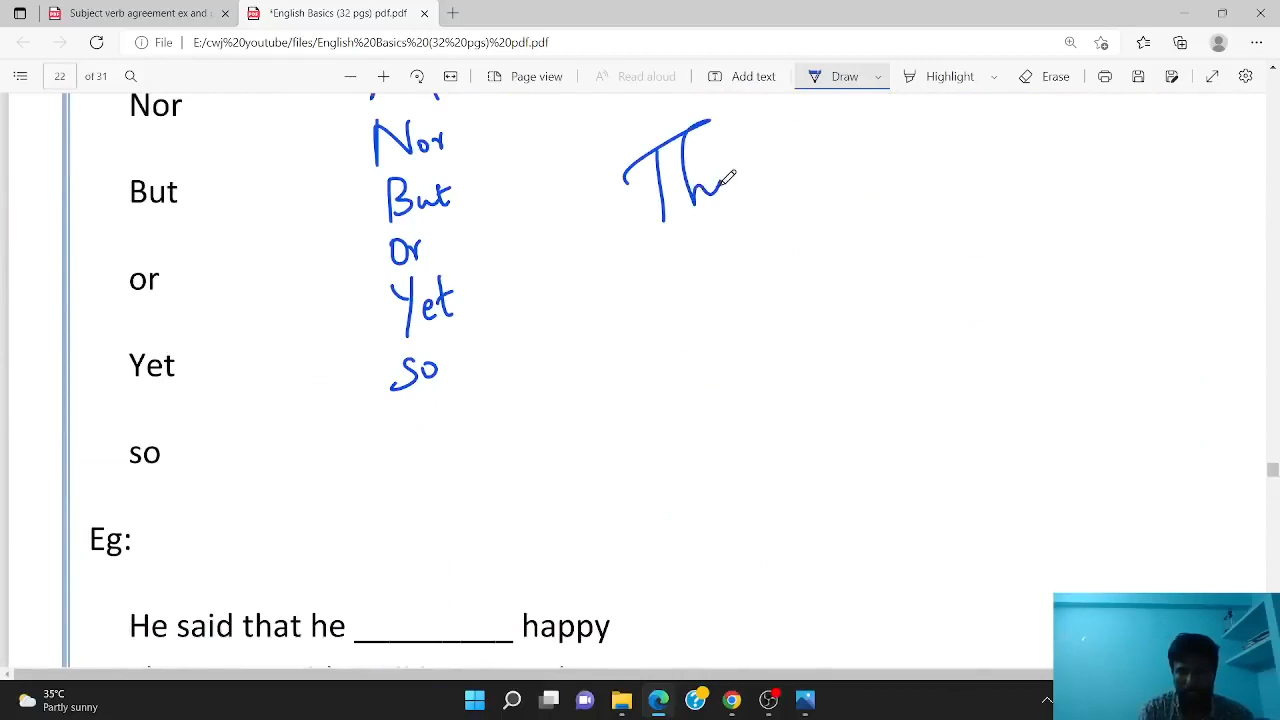 Subject verb agreement ex and a
*English Basics (32 pgs) pdf.pdf
File E:/cwj%20youtube/files/English%20Basics%20(32%20pgs)%20pdf.pdf
22 of 31 Page view Read aloud Add text Draw Highlight Erase
Nor
Nor
But
But
Th
or
or
Yet
Yet
so
so
Eg:
He said that he _________ happy
35°C
Partly sunny